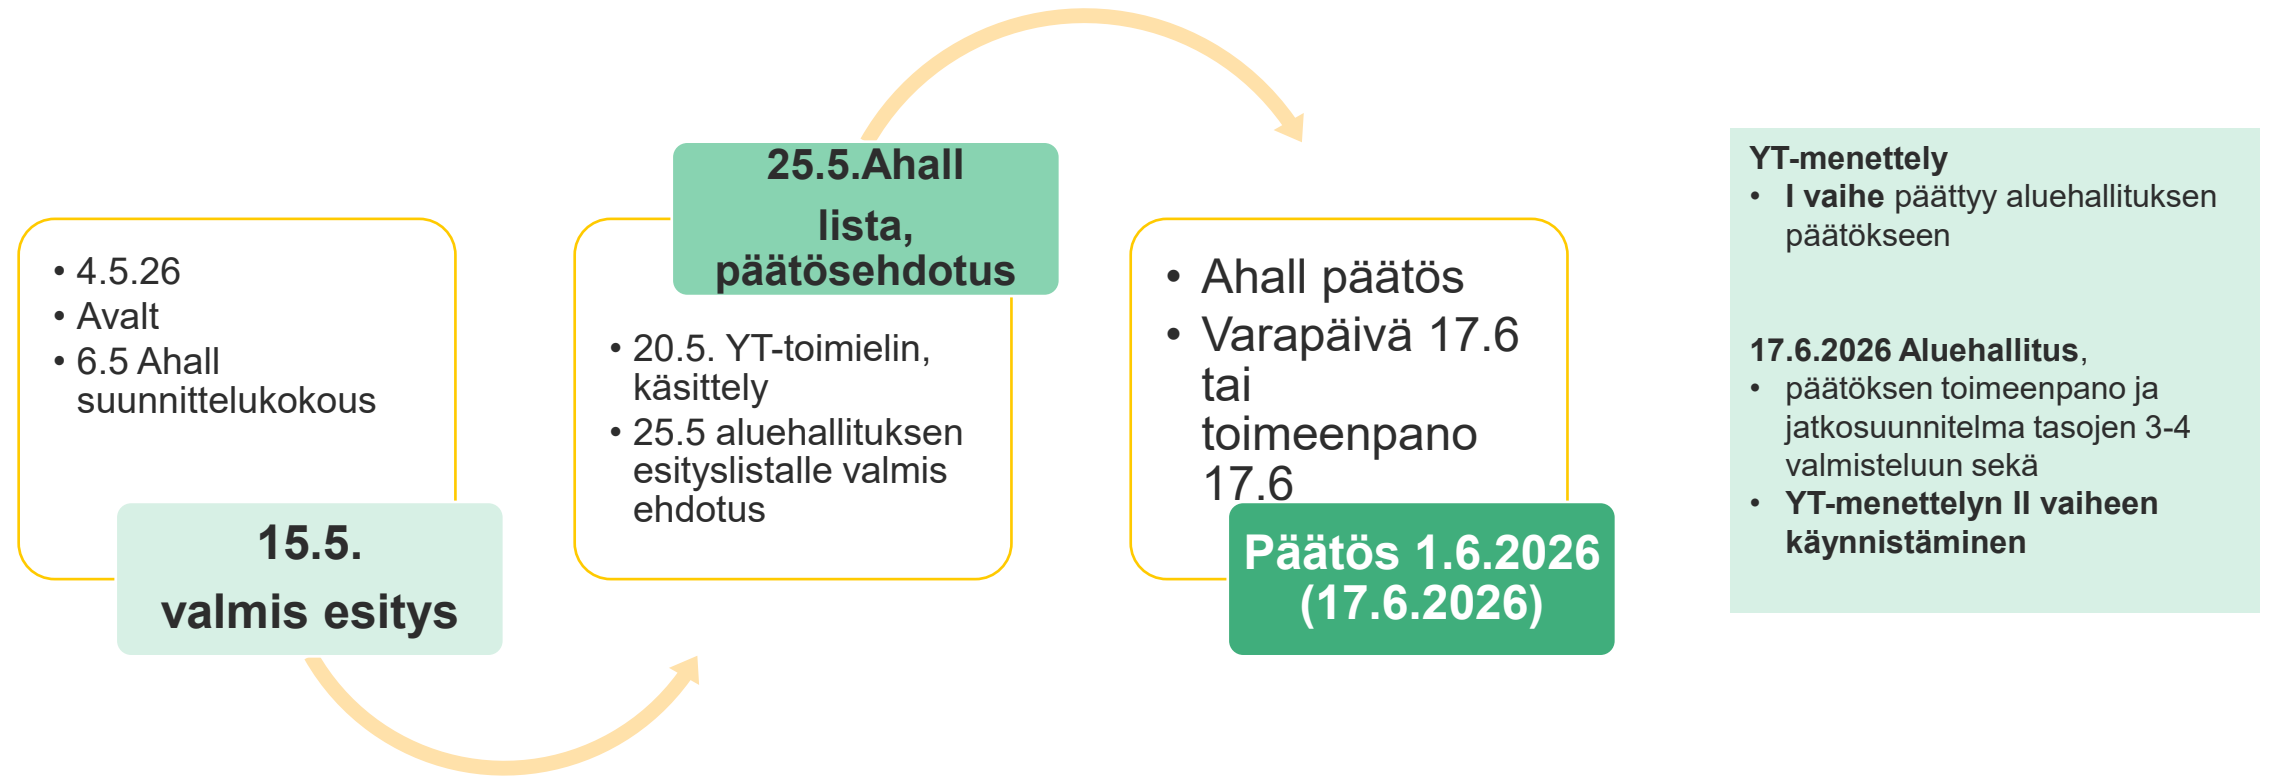 • 4.5.26
• Avalt
• 6.5 Ahall
suunnittelukokous
15.5.
valmis esitys
25.5.Ahall
lista,
päätösehdotus
• 20.5. YT-toimielin,
käsittely
• 25.5 aluehallituksen
esityslistalle valmis
ehdotus
• Ahall päätös
• Varapäivä 17.6
tai
toimeenpano
17.6
Päätös 1.6.2026
(17.6.2026)
YT-menettely
• I vaihe päättyy aluehallituksen
päätökseen
17.6.2026 Aluehallitus,
• päätöksen toimeenpano ja
jatkosuunnitelma tasojen 3-4
valmisteluun sekä
• YT-menettelyn II vaiheen
käynnistäminen